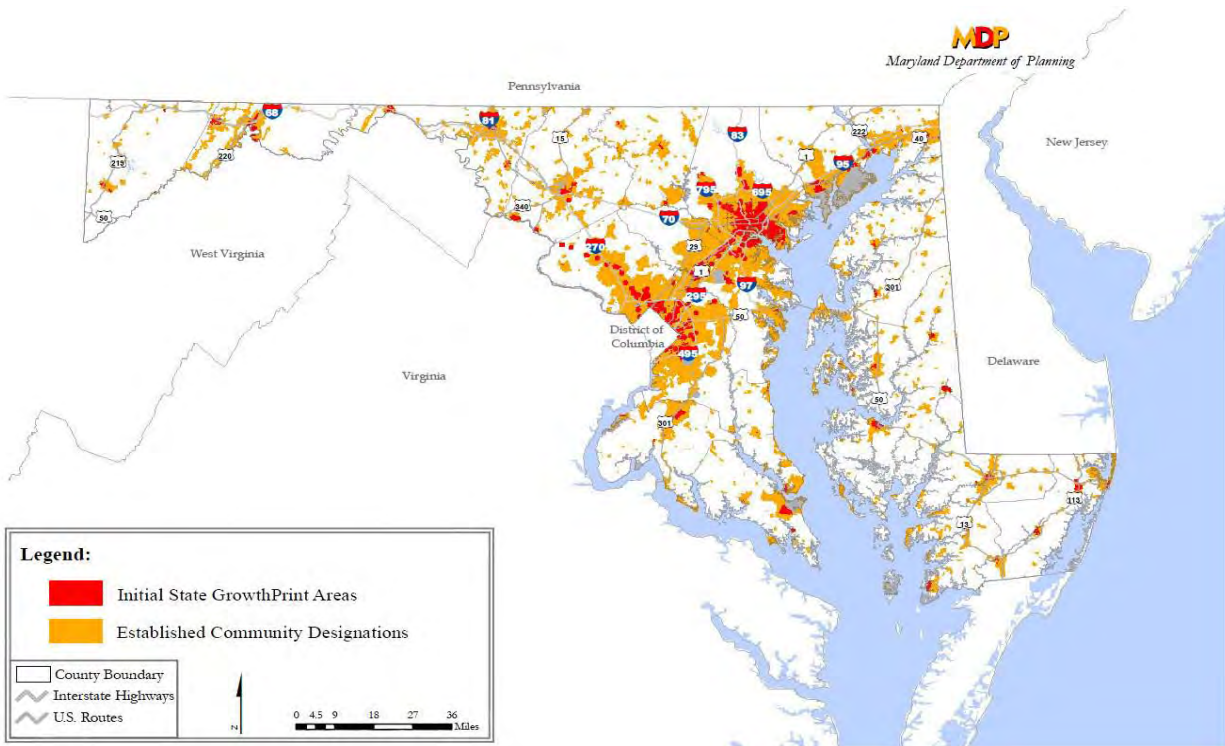 MDP
Maryland Department of Planning
Pennsylvania
New Jersey
West Virginia
Virginia
District of
Columbia
Delaware
68
220
219
50
81
15
340
70
270
83
795
695
29
1
295
97
50
495
301
1
222
95
40
301
50
13
113
Legend:
Initial State GrowthPrint Areas
Established Community Designations
County Boundary
Interstate Highways
U.S. Routes
N
0 4.5 9 18 27 36
Miles